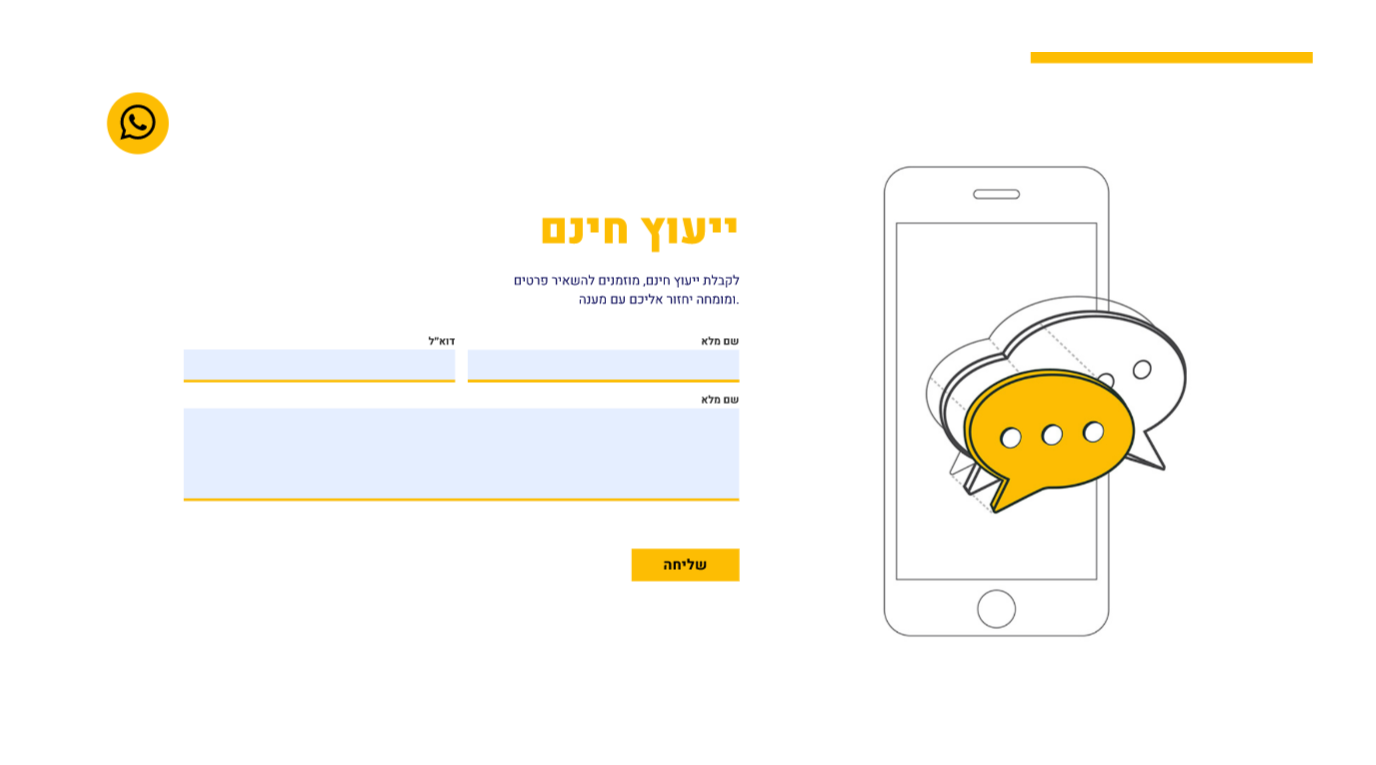 ייעוץ חינם
לקבלת ייעוץ חינם, מוזמנים להשאיר פרטים
ומומחה יחזור אליכם עם מענה.
שם מלא
דוא״ל
שם מלא
שליחה